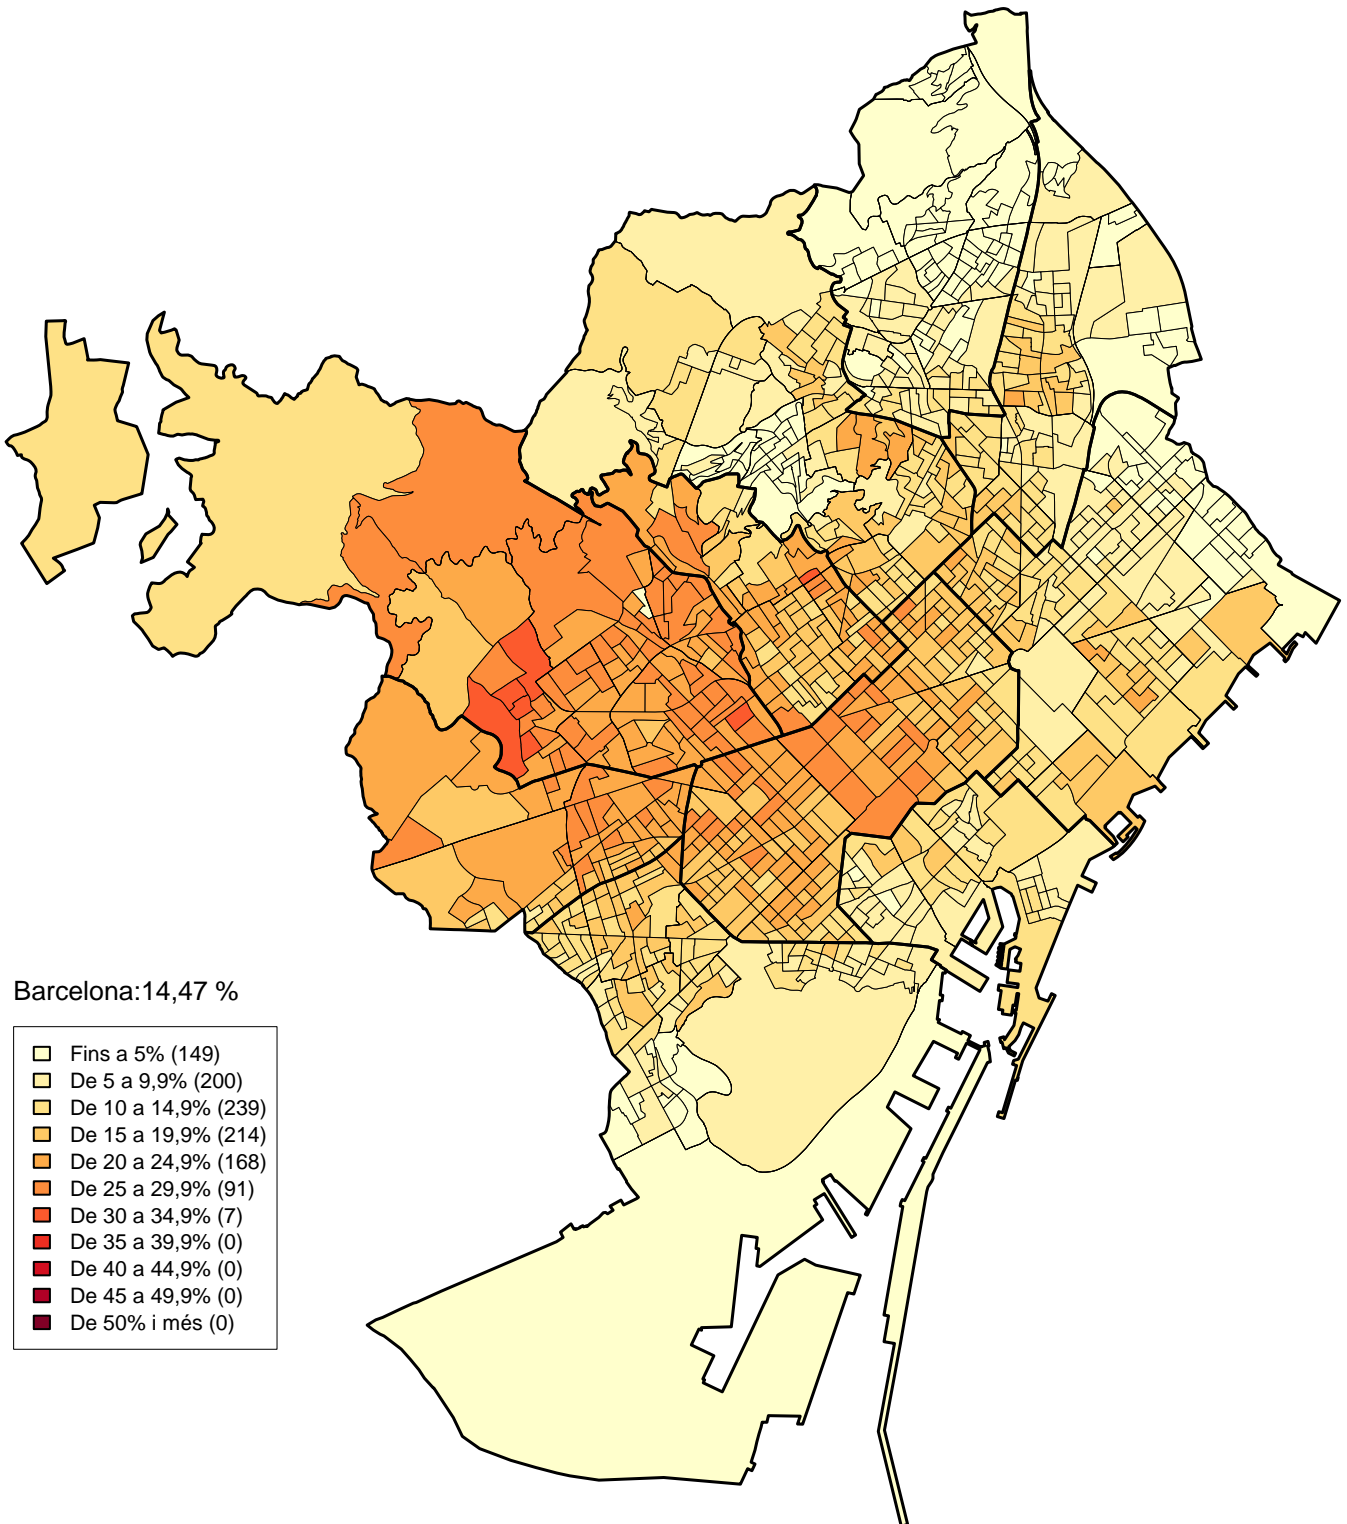 Barcelona:14,47 %
Fins a 5% (149)
De 5 a 9,9% (200)
De 10 a 14,9% (239)
De 15 a 19,9% (214)
De 20 a 24,9% (168)
De 25 a 29,9% (91)
De 30 a 34,9% (7)
De 35 a 39,9% (0)
De 40 a 44,9% (0)
De 45 a 49,9% (0)
De 50% i més (0)